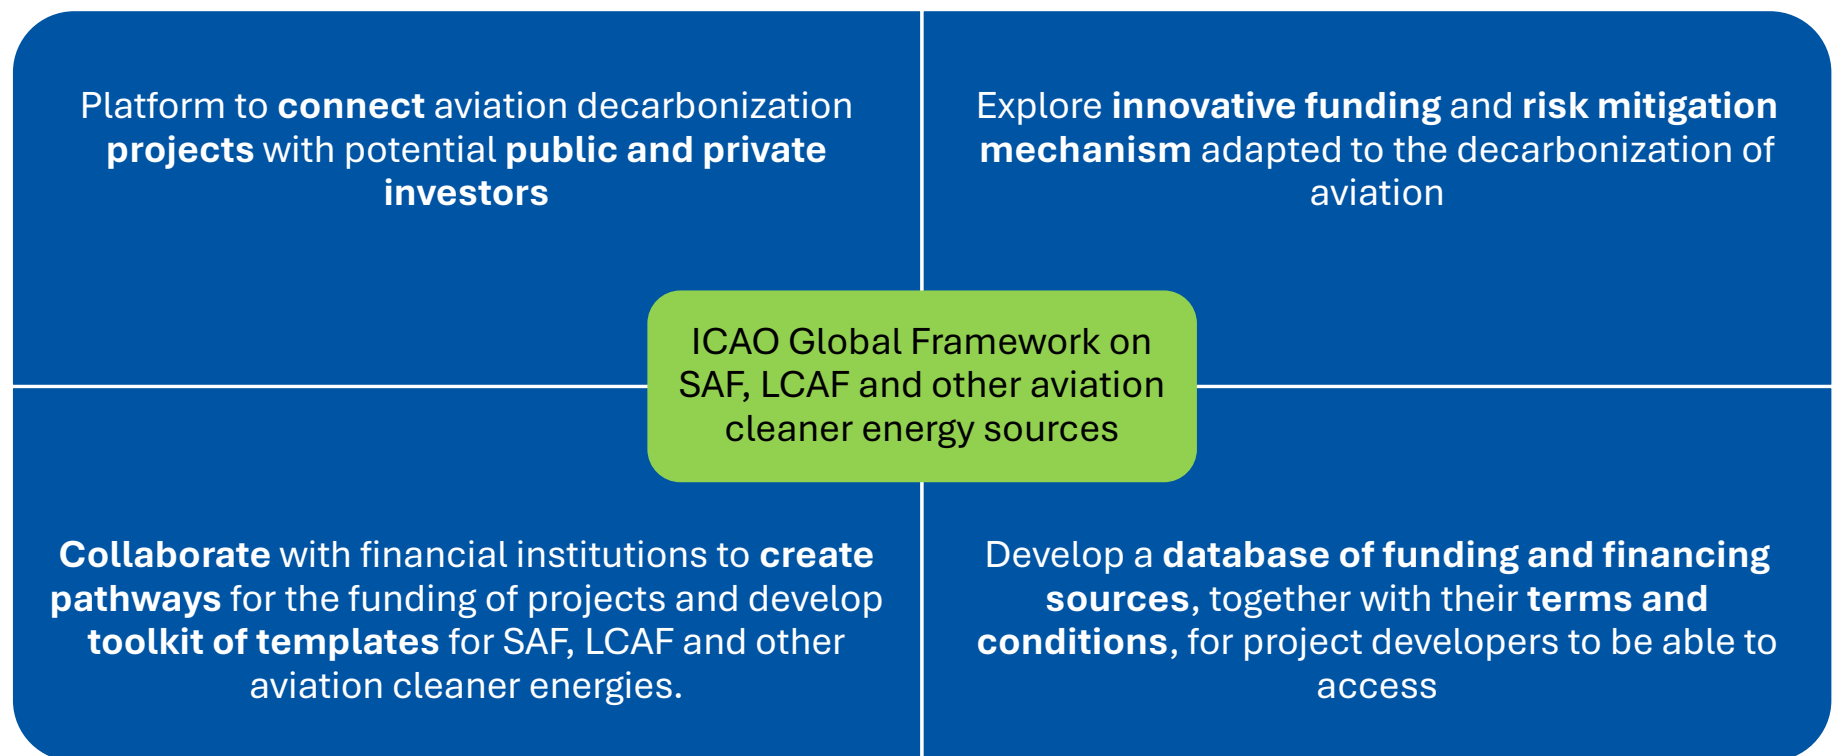 Platform to connect aviation decarbonization
projects with potential public and private
investors
Explore innovative funding and risk mitigation
mechanism adapted to the decarbonization of
aviation
ICAO Global Framework on
SAF, LCAF and other aviation
cleaner energy sources
Collaborate with financial institutions to create
pathways for the funding of projects and develop
toolkit of templates for SAF, LCAF and other
aviation cleaner energies.
Develop a database of funding and financing
sources, together with their terms and
conditions, for project developers to be able to
access